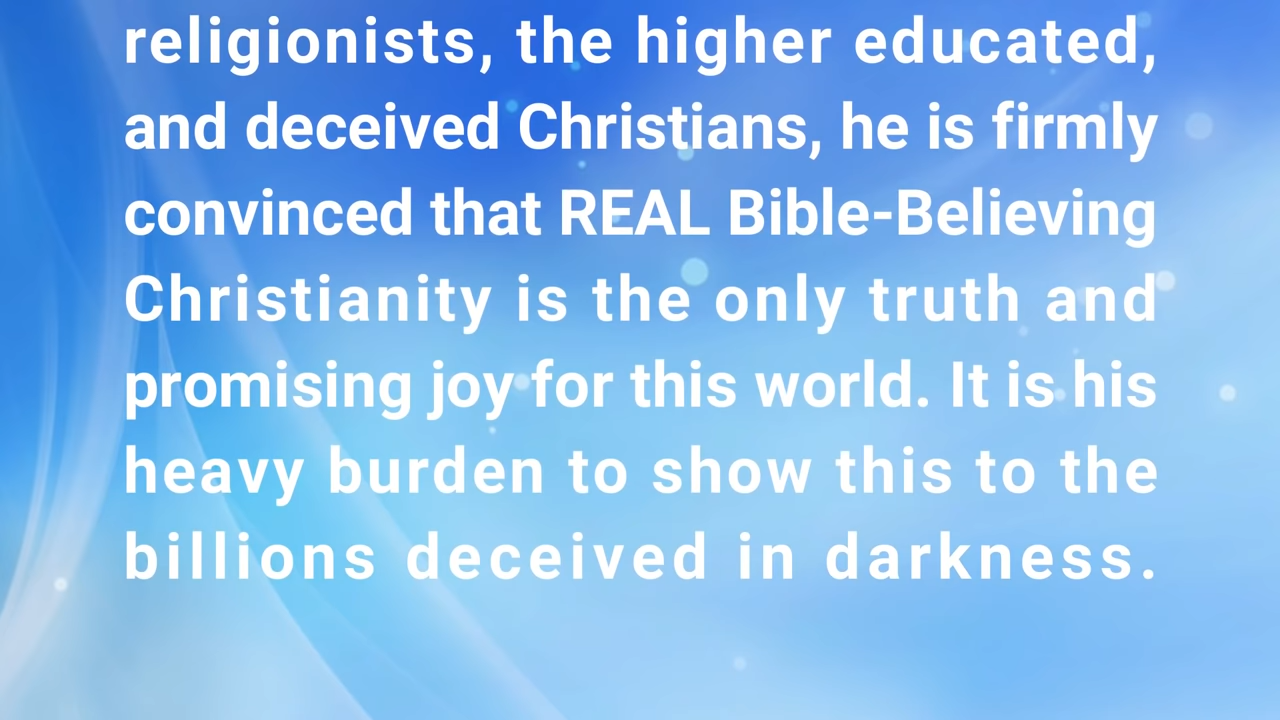 religionists, the higher educated,
and deceived Christians, he is firmly
convinced that REAL Bible-Believing
Christianity is the only truth and
promising joy for this world. It is his
heavy burden to show this to the
billions deceived in darkness.